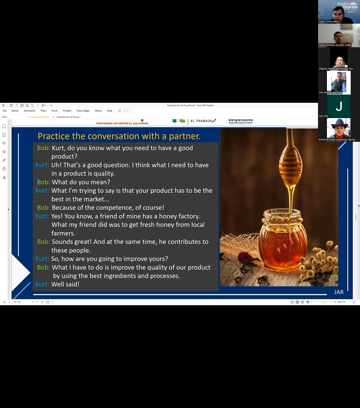 Practice the conversation with a partner.
Bob: Kurt, do you know what you need to have a good
product?
Kurt: Uh! That's a good question. I think what I need to have
in a product is quality.
Bob: What do you mean?
Kurt: What I'm trying to say is that your product has to be the
best in the market...
Bob: Because of the competence, of course!
Kurt: Yes! You know, a friend of mine has a honey factory.
What my friend did was to get fresh honey from local
farmers.
Bob: Sounds great! And at the same time, he contributes to
these people.
Kurt: So, how are you going to improve yours?
Bob: What I have to do is improve the quality of our product
by using the best ingredients and processes.
Kurt: Well said!
J